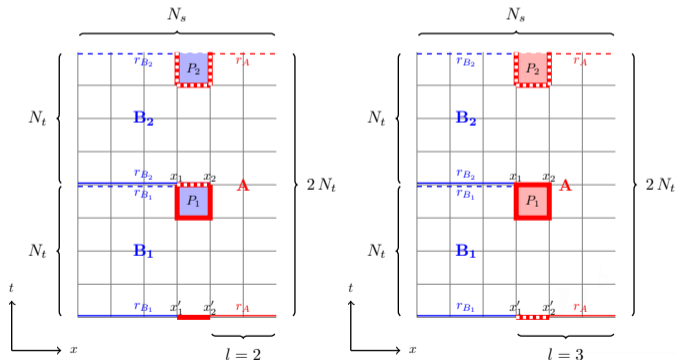 N_s
r_{B_2} P_2 r_A
N_t B_2
r_{B_2} x_1 x_2
r_{B_1} P_1 A 2 N_t
N_t B_1
t
r_{B_1} x'_1 x'_2 r_A
x l = 2
N_s
r_{B_2} P_2 r_A
N_t B_2
r_{B_2} x_1 x_2
r_{B_1} P_1 A 2 N_t
N_t B_1
t
r_{B_1} x'_1 x'_2 r_A
x l = 3